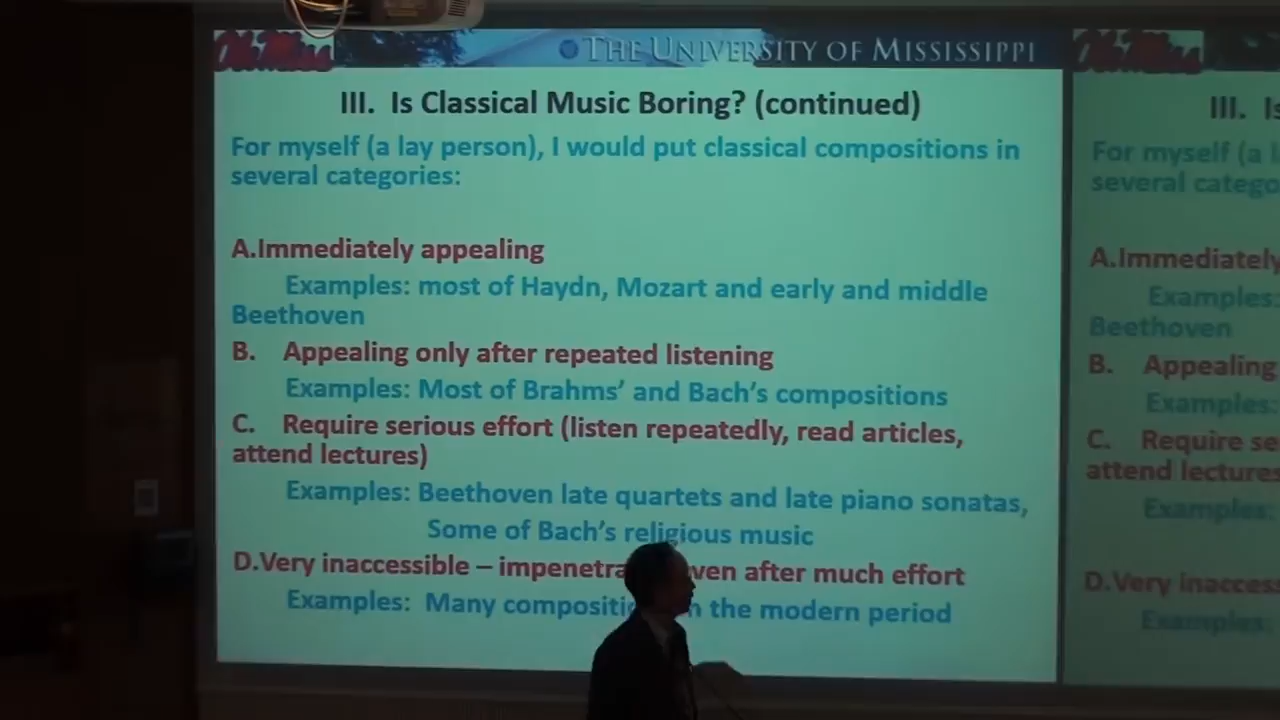 Ole Miss
THE UNIVERSITY OF MISSISSIPPI
III. Is Classical Music Boring? (continued)
For myself (a lay person), I would put classical compositions in
several categories:
A.Immediately appealing
Examples: most of Haydn, Mozart and early and middle
Beethoven
B. Appealing only after repeated listening
Examples: Most of Brahms’ and Bach’s compositions
C. Require serious effort (listen repeatedly, read articles,
attend lectures)
Examples: Beethoven late quartets and late piano sonatas,
Some of Bach’s religious music
D.Very inaccessible – impenetra ven after much effort
Examples: Many compositi n the modern period
Ole Miss
III. Is
For myself (a l
several catego
A.Immediately
Examples:
Beethoven
B. Appealing
Examples:
C. Require se
attend lectures
Examples:
D.Very inacces
Examples: